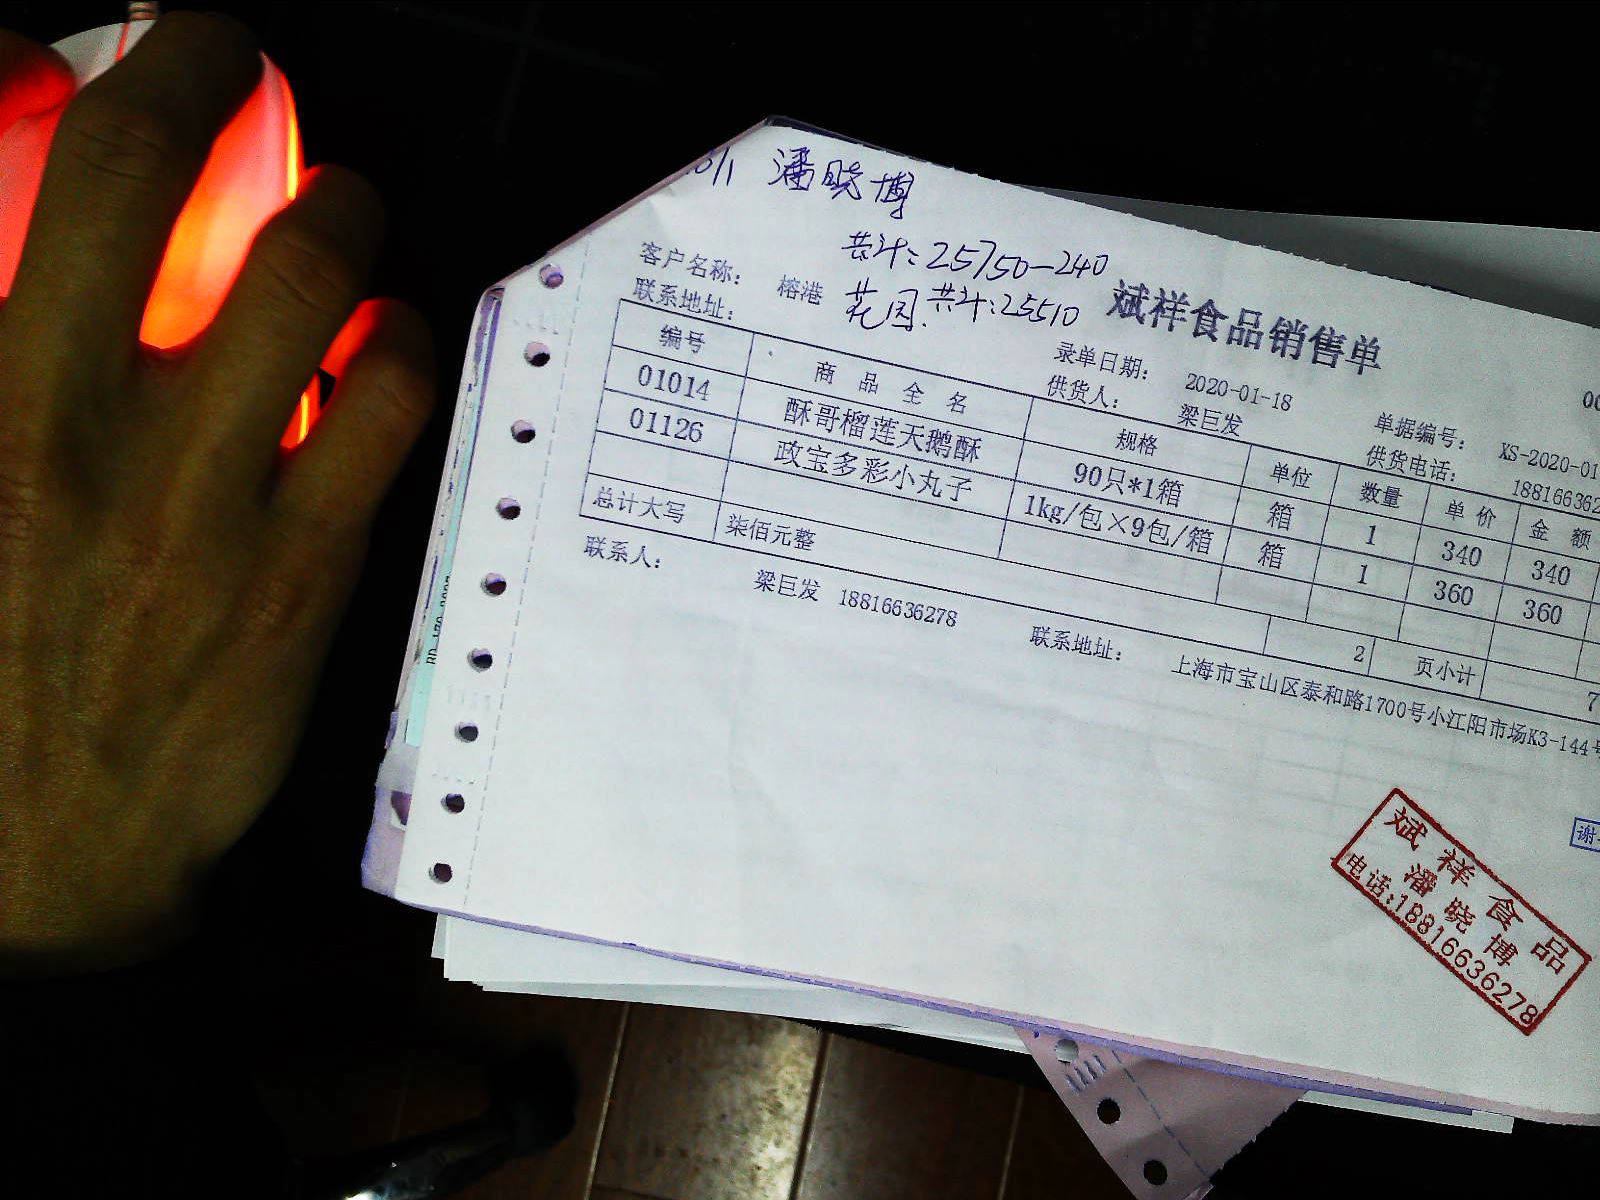 潘晓博
共计：25750-240
共计：25510
斌祥食品销售单
客户名称： 榕港 花园
录单日期： 2020-01-18
单据编号： XS-2020-01
联系地址：
供货人： 梁巨发
供货电话： 188166362
编号 商品全名 规格 单位 数量 单价 金额
01014 酥哥榴莲天鹅酥 90只*1箱 箱 1 340 340
01126 政宝多彩小丸子 1kg/包×9包/箱 箱 1 360 360
总计大写 柒佰元整 2 页小计 7
联系人： 梁巨发 18816636278 联系地址： 上海市宝山区泰和路1700号小江阳市场K3-144号
谢
斌祥食品
潘晓博
电话:18816636278